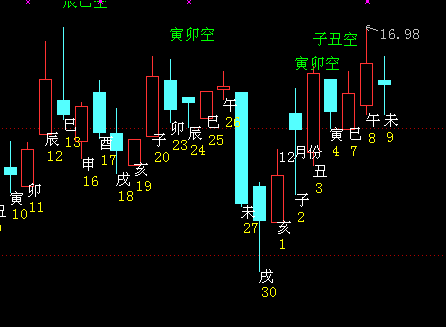 辰巳空
寅卯空
子丑空
16.98
寅卯空
丑
寅
10
卯
11
辰
12
巳
13
申
16
酉
17
戌
18
亥
19
子
20
卯
23
辰
24
巳
25
午
26
未
27
戌
30
亥
1
12月份
子
2
丑
3
寅
4
巳
7
午
8
未
9